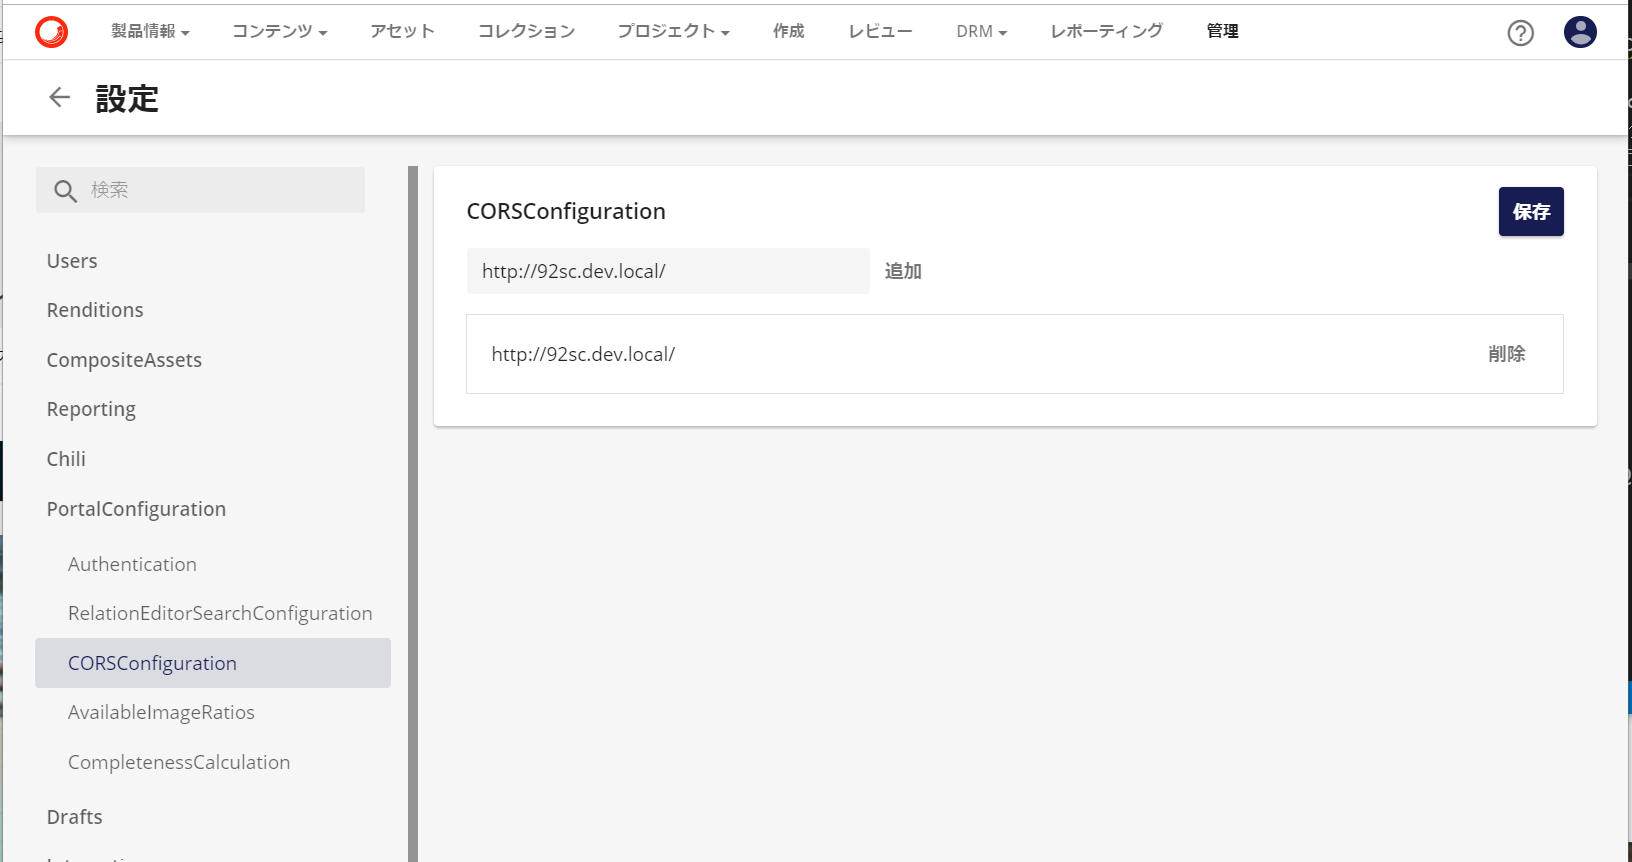 製品情報 コンテンツ アセット コレクション プロジェクト 作成 レビュー DRM レポーティング 管理
設定
検索
Users
Renditions
CompositeAssets
Reporting
Chili
PortalConfiguration
Authentication
RelationEditorSearchConfiguration
CORSConfiguration
AvailableImageRatios
CompletenessCalculation
Drafts
CORSConfiguration
保存
http://92sc.dev.local/ 追加
http://92sc.dev.local/ 削除